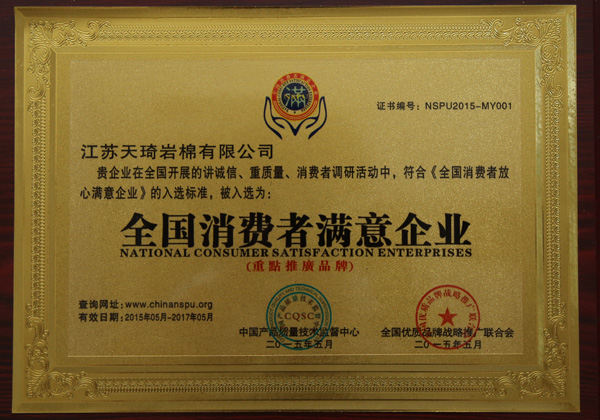 满
证书编号：NSPU2015-MY001
江苏天琦岩棉有限公司
贵企业在全国开展的讲诚信、重质量、消费者调研活动中，符合《全国消费者放
心满意企业》的入选标准，被入选为：
全国消费者满意企业
NATIONAL CONSUMER SATISFACTION ENTERPRISES
(重點推廣品牌)
查询网址：www.chinanspu.org
有效日期：2015年05月-2017年05月
CQSC
中国产品质量技术监督中心
二〇一五年五月
全国优质品牌战略推广联合会
二〇一五年五月